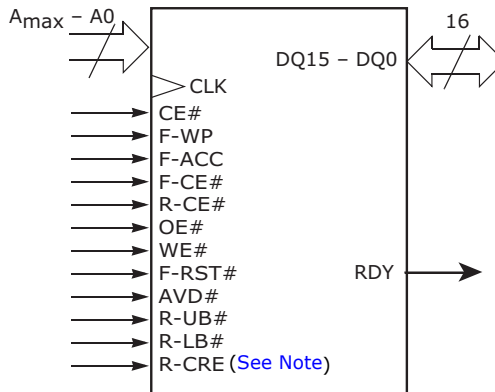 Amax – A0
16
DQ15 – DQ0
CLK
CE#
F-WP
F-ACC
F-CE#
R-CE#
OE#
WE#
F-RST#
RDY
AVD#
R-UB#
R-LB#
R-CRE (See Note)